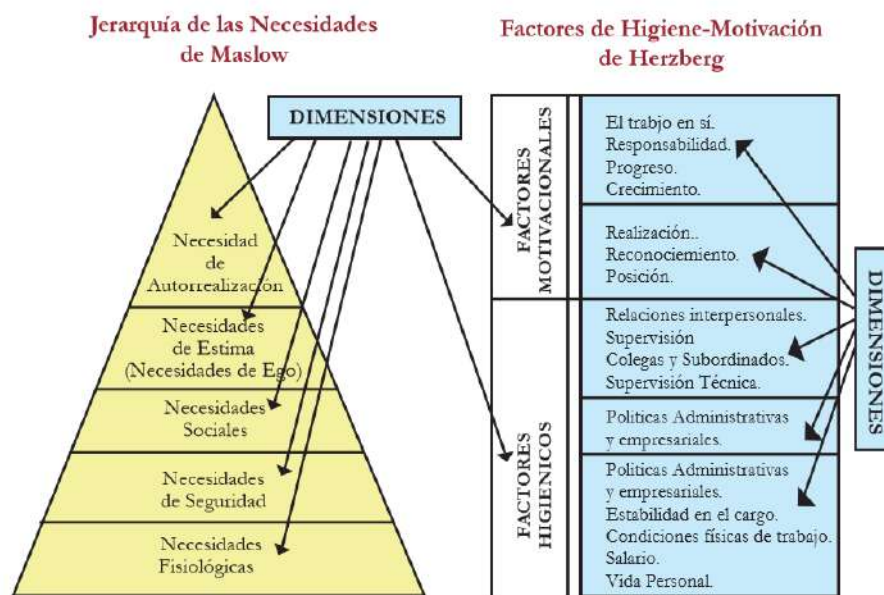 Jerarquía de las Necesidades
de Maslow
Factores de Higiene-Motivación
de Herzberg
DIMENSIONES
Necesidad
de
Autorrealización
Necesidades
de Estima
(Necesidades de Ego)
Necesidades
Sociales
Necesidades
de Seguridad
Necesidades
Fisiológicas
FACTORES
MOTIVACIONALES
FACTORES
HIGIENICOS
El trabjo en sí.
Responsabilidad.
Progreso.
Crecimiento.
Realización..
Reconociemiento.
Posición.
Relaciones interpersonales.
Supervisión
Colegas y Subordinados.
Supervisión Técnica.
Politicas Administrativas
y empresariales.
Politicas Administrativas
y empresariales.
Estabilidad en el cargo.
Condiciones físicas de trabajo.
Salario.
Vida Personal.
DIMENSIONES